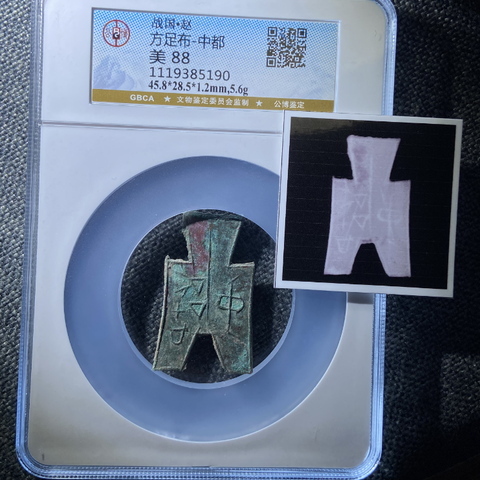 战国•赵
方足布-中都
美 88
1119385190
45.8*28.5*1.2mm,5.6g
GBCA ★ 文物鉴定委员会监制 ★ 公博鉴定